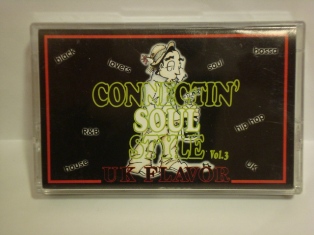 black
lovers
soul
bossa
CONNECTIN'
SOUL
STYLE Vol.3
R&B
hip hop
house
UK
UK FLAVOR